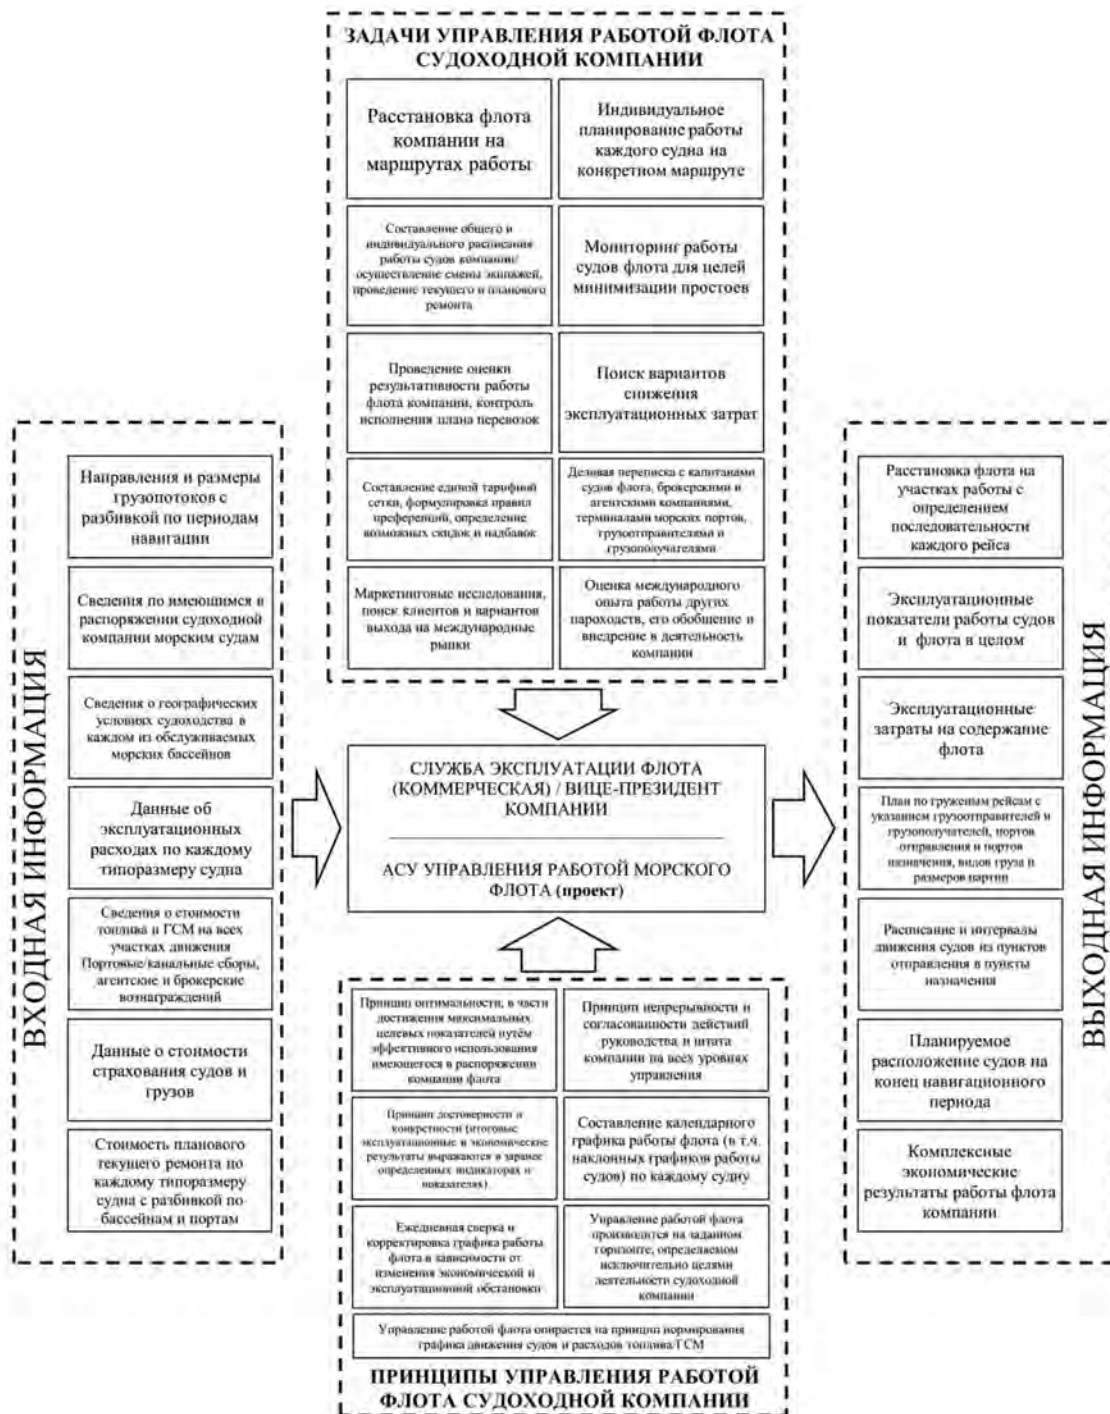 ЗАДАЧИ УПРАВЛЕНИЯ РАБОТОЙ ФЛОТА
СУДОХОДНОЙ КОМПАНИИ
Расстановка флота
компании на
маршрутах работы
Индивидуальное
планирование работы
каждого судна на
конкретном маршруте
Составление общего и
индивидуального расписания
работы судов компании/
осуществление смены экипажей,
проведение текущего и планового
ремонта
Мониторинг работы
судов флота для целей
минимизации простоев
Проведение оценки
результативности работы
флота компании, контроль
исполнения плана перевозок
Поиск вариантов
снижения
эксплуатационных затрат
Составление единой тарифной
сетки, формулировка правил
преференций, определение
возможных скидок и надбавок
Деловая переписка с капитанами
судов флота, брокерскими и
агентскими компаниями,
терминалами морских портов,
грузоотправителями и
грузополучателями
Маркетинговые исследования,
поиск клиентов и вариантов
выхода на международные
рынки
Оценка международного
опыта работы других
пароходств, его обобщение и
внедрение в деятельность
компании
ВХОДНАЯ ИНФОРМАЦИЯ
Направления и размеры
грузопотоков с
разбивкой по периодам
навигации
Сведения по имеющимся в
распоряжении судоходной
компании морским судам
Сведения о географических
условиях судоходства в
каждом из обслуживаемых
морских бассейнов
Данные об
эксплуатационных
расходах по каждому
типоразмеру судна
Сведения о стоимости
топлива и ГСМ на всех
участках движения
Портовые/канальные сборы,
агентские и брокерские
вознаграждений
Данные о стоимости
страхования судов и
грузов
Стоимость планового
текущего ремонта по
каждому типоразмеру
судна с разбивкой по
бассейнам и портам
СЛУЖБА ЭКСПЛУАТАЦИИ ФЛОТА
(КОММЕРЧЕСКАЯ) / ВИЦЕ-ПРЕЗИДЕНТ
КОМПАНИИ
АСУ УПРАВЛЕНИЯ РАБОТОЙ МОРСКОГО
ФЛОТА (проект)
Расстановка флота на
участках работы с
определением
последовательности
каждого рейса
Эксплуатационные
показатели работы судов
и флота в целом
Эксплуатационные
затраты на содержание
флота
План по груженым рейсам с
указанием грузоотправителей и
грузополучателей, портов
отправления и портов
назначения, видов груза и
размеров партии
Расписание и интервалы
движения судов из пунктов
отправления в пункты
назначения
Планируемое
расположение судов на
конец навигационного
периода
Комплексные
экономические
результаты работы флота
компании
ВЫХОДНАЯ ИНФОРМАЦИЯ
Принцип оптимальности, в части
достижения максимальных
целевых показателей путём
эффективного использования
имеющегося в распоряжении
компании флота
Принцип непрерывности и
согласованности действий
руководства и штата
компании на всех уровнях
управления
Принцип достоверности и
конкретности (итоговые
эксплуатационные и экономические
результаты выражаются в заранее
определенных индикаторах и
показателях)
Составление календарного
графика работы флота (в т.ч.
наклонных графиков работы
судов) по каждому судну
Ежедневная сверка и
корректировка графика работы
флота в зависимости от
изменения экономической и
эксплуатационной обстановки
Управление работой флота
производится на заданном
горизонте, определяемом
исключительно целями
деятельности судоходной
компании
Управление работой флота опирается на принцип нормирования
графика движения судов и расходов топлива/ГСМ
ПРИНЦИПЫ УПРАВЛЕНИЯ РАБОТОЙ
ФЛОТА СУДОХОДНОЙ КОМПАНИИ